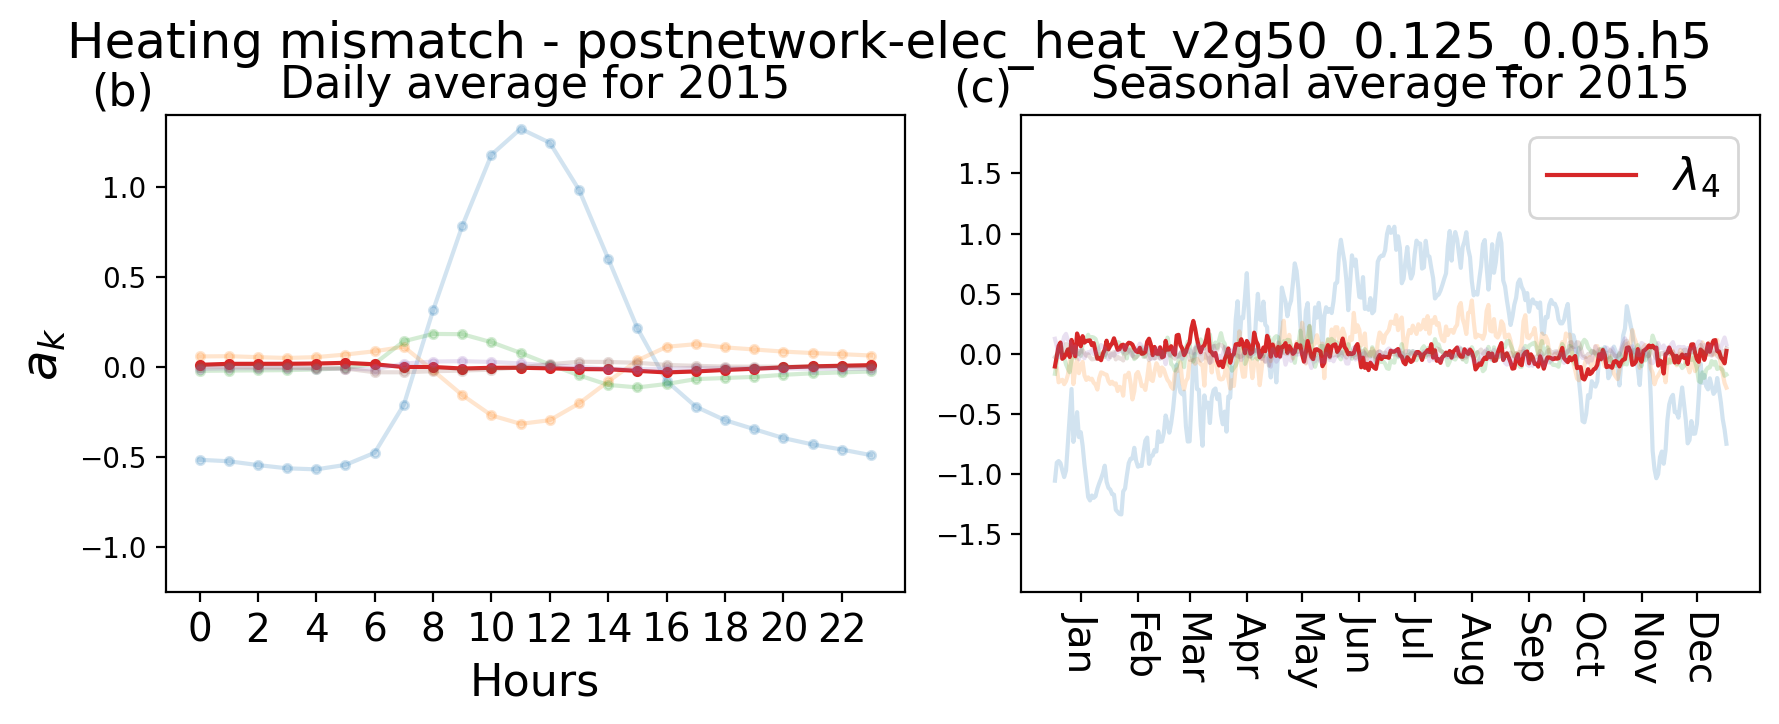 Heating mismatch - postnetwork-elec_heat_v2g50_0.125_0.05.h5
(b) Daily average for 2015
1.0
0.5
0.0
−0.5
−1.0
a_k
0 2 4 6 8 10 12 14 16 18 20 22
Hours
(c) Seasonal average for 2015
λ_4
1.5
1.0
0.5
0.0
−0.5
−1.0
−1.5
Jan Feb Mar Apr May Jun Jul Aug Sep Oct Nov Dec